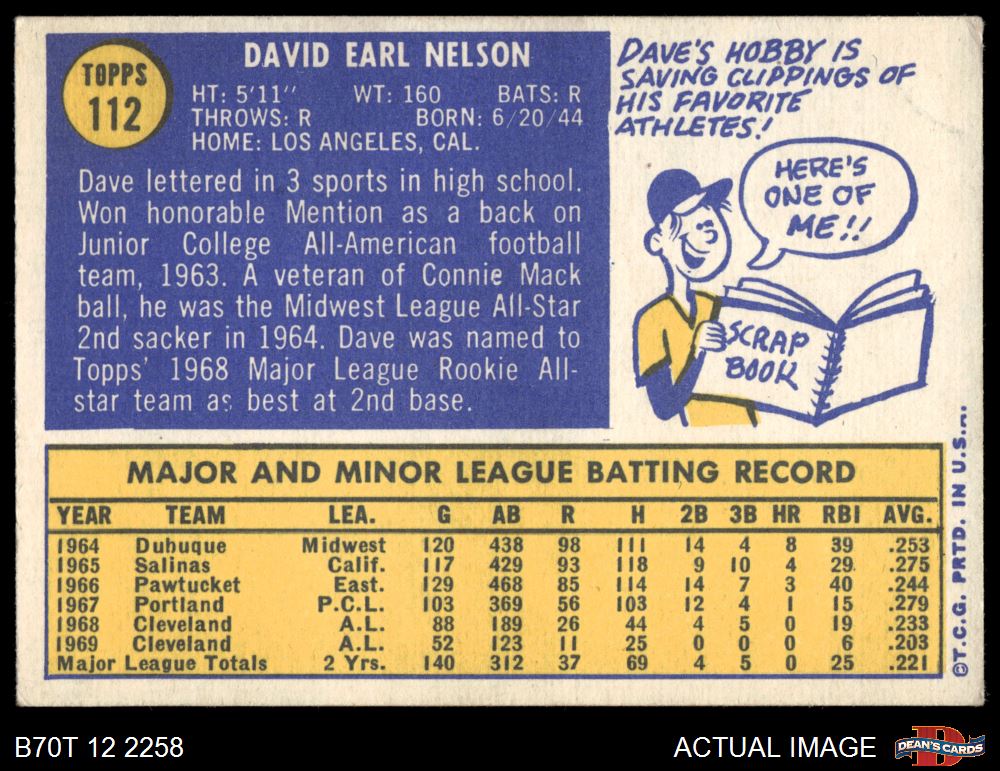 TOPPS
112
DAVID EARL NELSON
HT: 5'11" WT: 160 BATS: R
THROWS: R BORN: 6/20/44
HOME: LOS ANGELES, CAL.
Dave lettered in 3 sports in high school.
Won honorable Mention as a back on
Junior College All-American football
team, 1963. A veteran of Connie Mack
ball, he was the Midwest League All-Star
2nd sacker in 1964. Dave was named to
Topps' 1968 Major League Rookie All-
star team as best at 2nd base.
DAVE'S HOBBY IS
SAVING CLIPPINGS OF
HIS FAVORITE
ATHLETES!
HERE'S
ONE OF
ME!!
SCRAP
BOOK
MAJOR AND MINOR LEAGUE BATTING RECORD
YEAR TEAM LEA. G AB R H 2B 3B HR RBI AVG.
1964 Duhuque Midwest 120 438 98 111 14 4 8 39 .253
1965 Salinas Calif. 117 429 93 118 9 10 4 29 .275
1966 Pawtucket East. 129 468 85 114 14 7 3 40 .244
1967 Portland P.C.L. 103 369 56 103 12 4 1 15 .279
1968 Cleveland A.L. 88 189 26 44 4 5 0 19 .233
1969 Cleveland A.L. 52 123 11 25 0 0 0 6 .203
Major League Totals 2 Yrs. 140 312 37 69 4 5 0 25 .221
©T.C.G. PRTD. IN U.S.A.
B70T 12 2258
ACTUAL IMAGE
DEAN'S CARDS